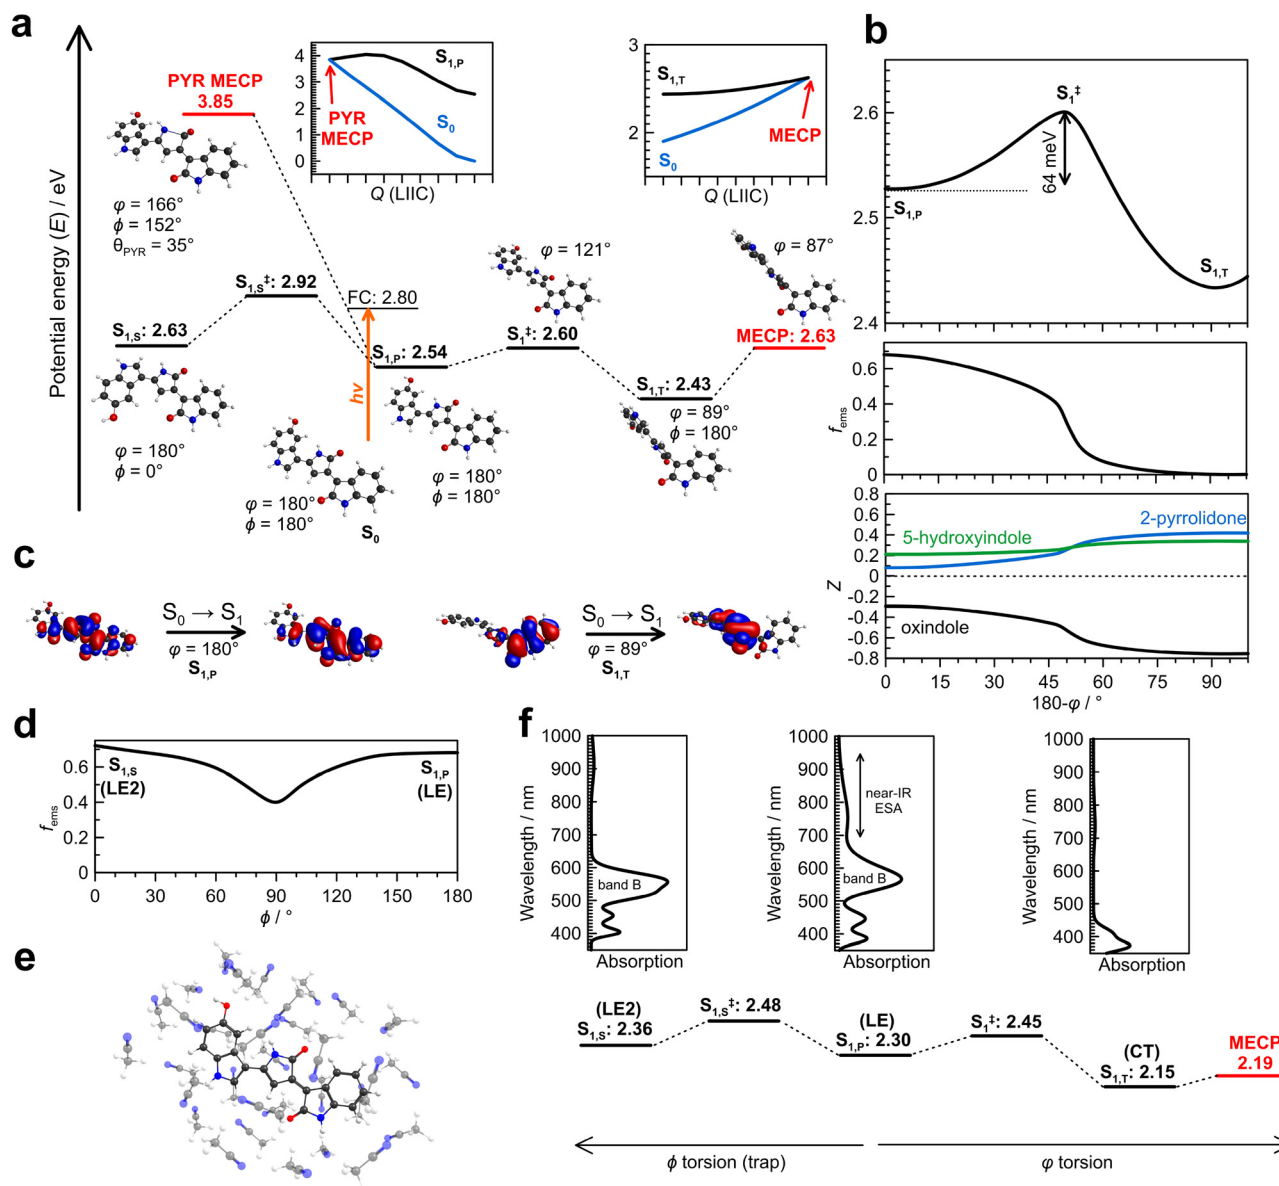 a
Potential energy (E) / eV
PYR MECP
3.85
φ = 166°
ϕ = 152°
θPYR = 35°
4
3
2
1
0
S1,P
PYR
MECP
S0
Q (LIIC)
3
2
S1,T
MECP
S0
Q (LIIC)
S1,S: 2.63
φ = 180°
ϕ = 0°
S1,S‡: 2.92
FC: 2.80
hν
φ = 180°
ϕ = 180°
S0
S1,P: 2.54
φ = 180°
ϕ = 180°
φ = 121°
S1‡: 2.60
S1,T: 2.43
φ = 89°
ϕ = 180°
φ = 87°
MECP: 2.63
b
2.6
2.5
2.4
S1‡
64 meV
S1,P
S1,T
0.6
0.4
0.2
0
fems
0.8
0.6
0.4
0.2
0
-0.2
-0.4
-0.6
-0.8
Z
2-pyrrolidone
5-hydroxyindole
oxindole
0 15 30 45 60 75 90
180-φ / °
c
S0 → S1
φ = 180°
S1,P
S0 → S1
φ = 89°
S1,T
d
0.6
0.4
0.2
0
fems
S1,S
(LE2)
S1,P
(LE)
0 30 60 90 120 150 180
ϕ / °
e
f
1000
900
800
700
600
500
400
Wavelength / nm
band B
Absorption
1000
900
800
700
600
500
400
Wavelength / nm
near-IR
ESA
band B
Absorption
1000
900
800
700
600
500
400
Wavelength / nm
Absorption
(LE2)
S1,S: 2.36
S1,S‡: 2.48
(LE)
S1,P: 2.30
S1‡: 2.45
(CT)
S1,T: 2.15
MECP
2.19
ϕ torsion (trap)
φ torsion